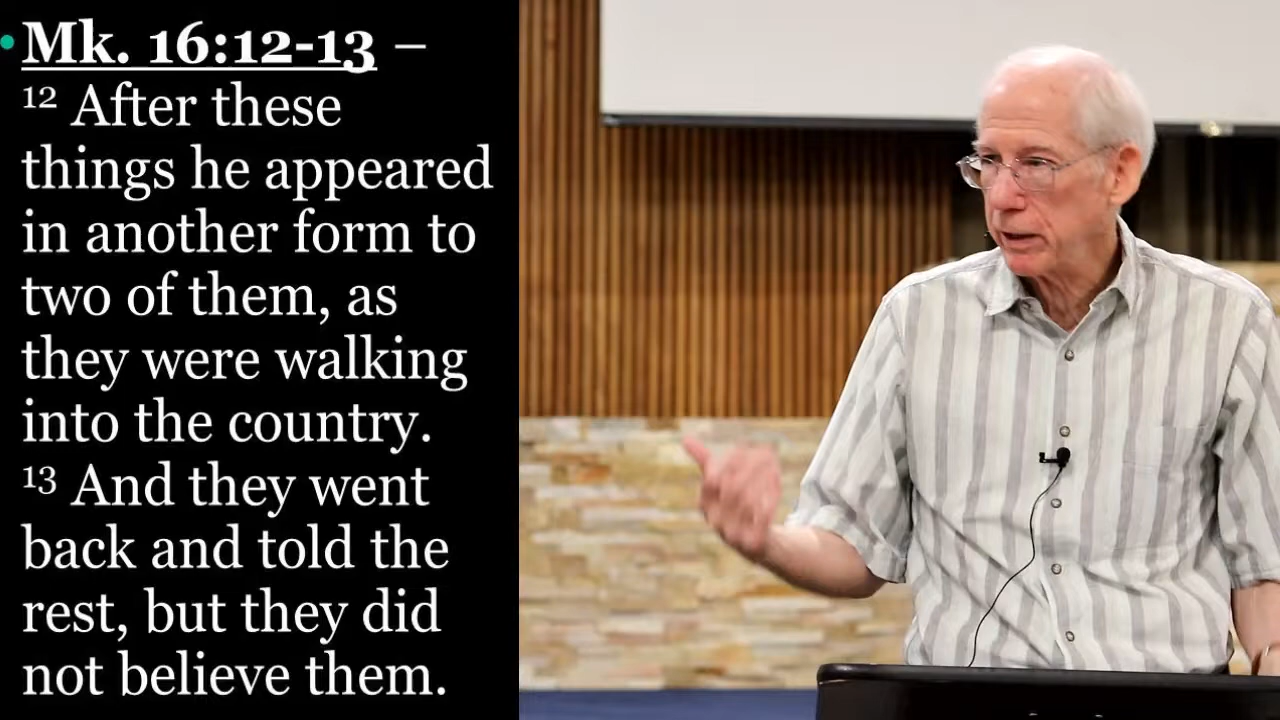 • Mk. 16:12-13 –
12 After these
things he appeared
in another form to
two of them, as
they were walking
into the country.
13 And they went
back and told the
rest, but they did
not believe them.